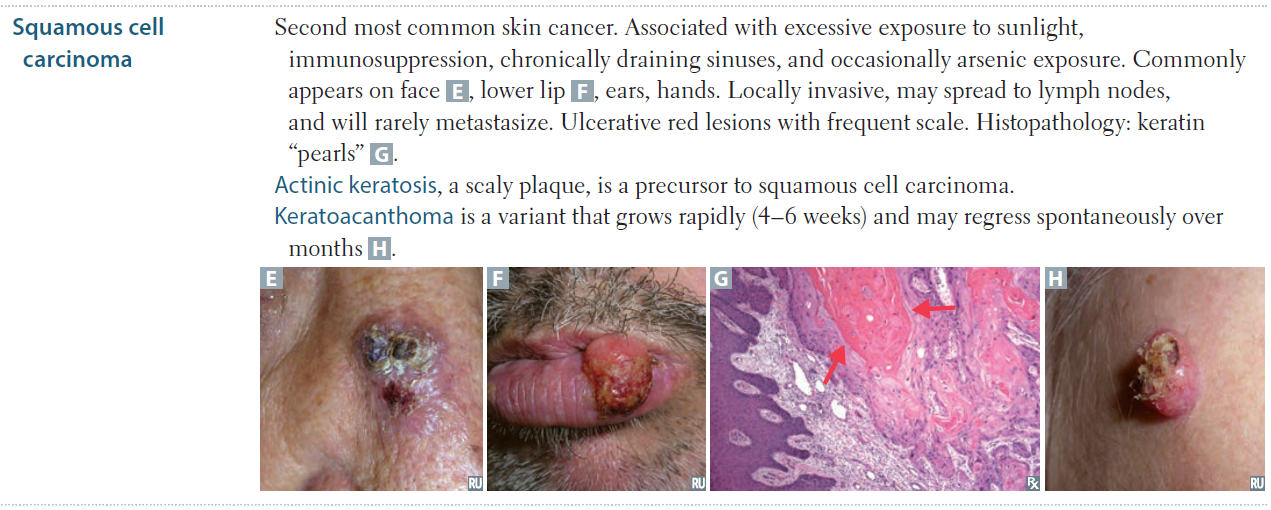 Squamous cell
carcinoma
Second most common skin cancer. Associated with excessive exposure to sunlight,
immunosuppression, chronically draining sinuses, and occasionally arsenic exposure. Commonly
appears on face E, lower lip F, ears, hands. Locally invasive, may spread to lymph nodes,
and will rarely metastasize. Ulcerative red lesions with frequent scale. Histopathology: keratin
“pearls” G.
Actinic keratosis, a scaly plaque, is a precursor to squamous cell carcinoma.
Keratoacanthoma is a variant that grows rapidly (4–6 weeks) and may regress spontaneously over
months H.
E
F
G
H
RU
RU
℞
RU